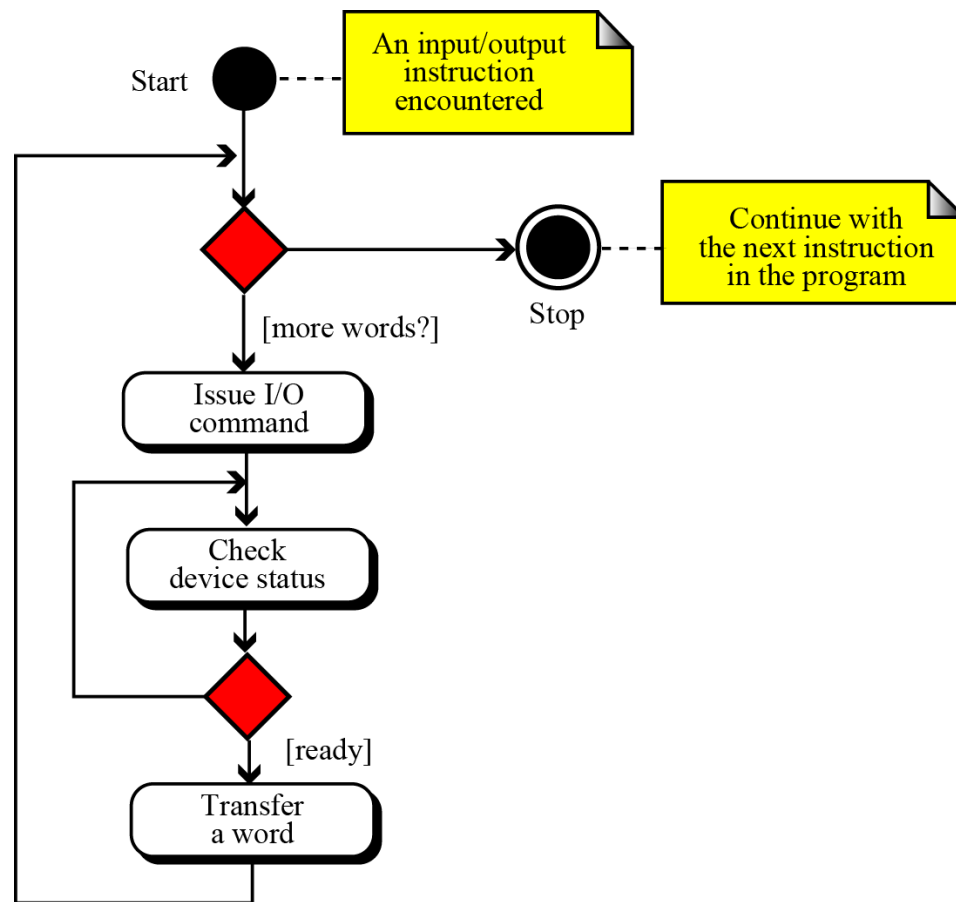 An input/output
instruction
encountered
Start
Continue with
the next instruction
in the program
Stop
[more words?]
Issue I/O
command
Check
device status
[ready]
Transfer
a word